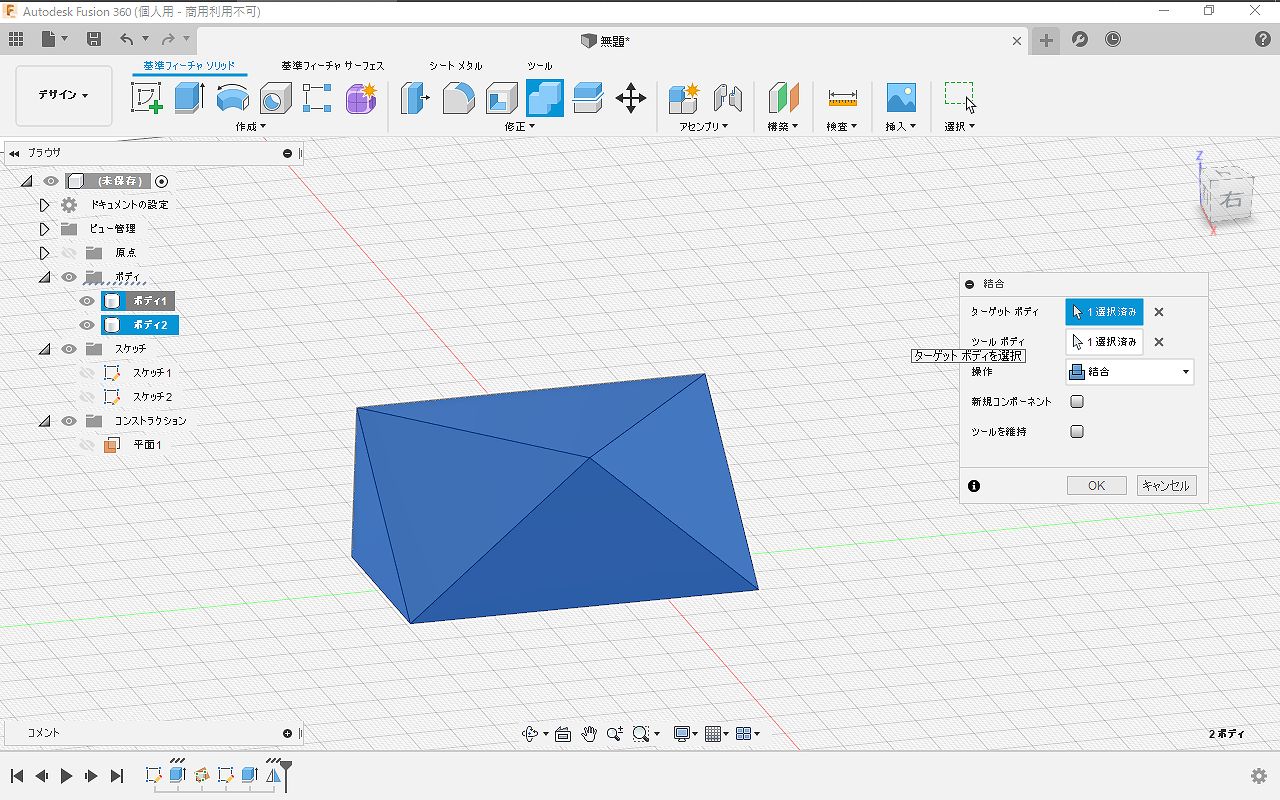 Autodesk Fusion 360 (個人用 - 商用利用不可)
無題*
基準フィーチャ ソリッド
基準フィーチャ サーフェス
シート メタル
ツール
デザイン
作成
修正
アセンブリ
構築
検査
挿入
選択
ブラウザ
(未保存)
ドキュメントの設定
ビュー管理
原点
ボディ
ボディ1
ボディ2
スケッチ
スケッチ1
スケッチ2
コンストラクション
平面1
Z
右
X
結合
ターゲット ボディ
1 選択済み
ツール ボディ
1 選択済み
ターゲット ボディを選択
操作
結合
新規コンポーネント
ツールを維持
OK
キャンセル
コメント
2 ボディ